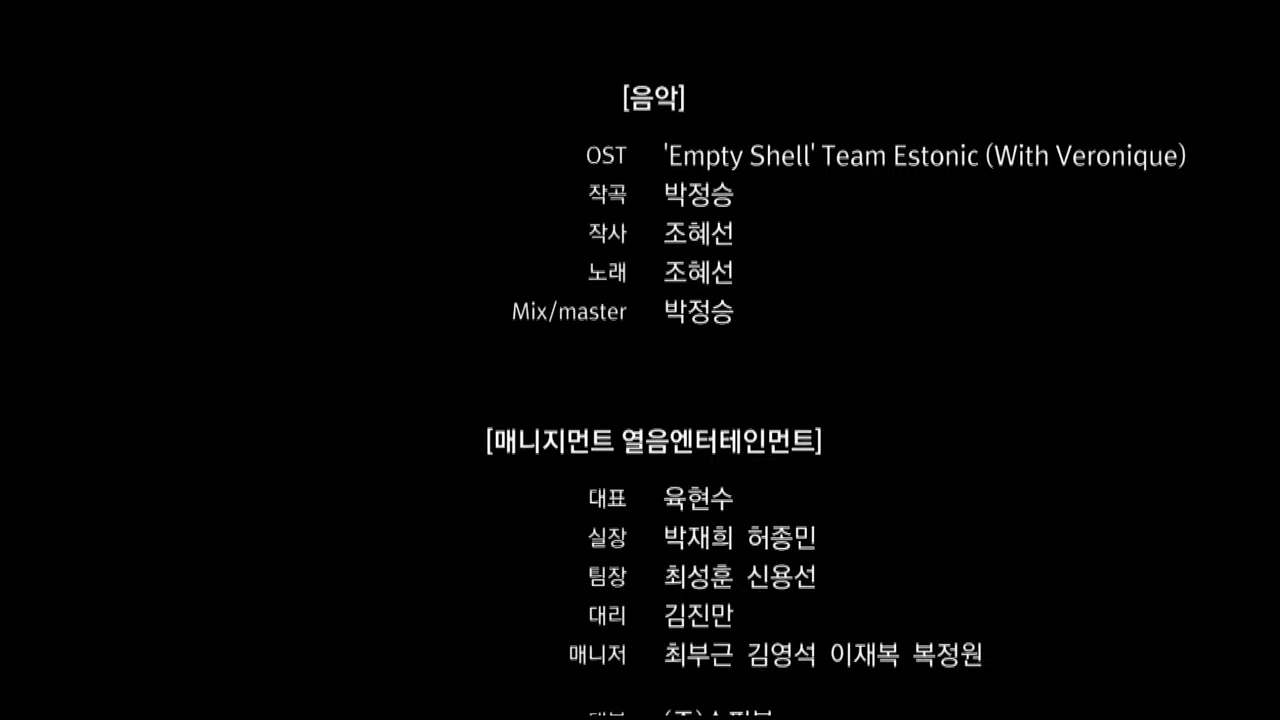 [음악]
OST 'Empty Shell' Team Estonic (With Veronique)
작곡 박정승
작사 조혜선
노래 조혜선
Mix/master 박정승
[매니지먼트 열음엔터테인먼트]
대표 육현수
실장 박재희 허종민
팀장 최성훈 신용선
대리 김진만
매니저 최부근 김영석 이재복 복정원